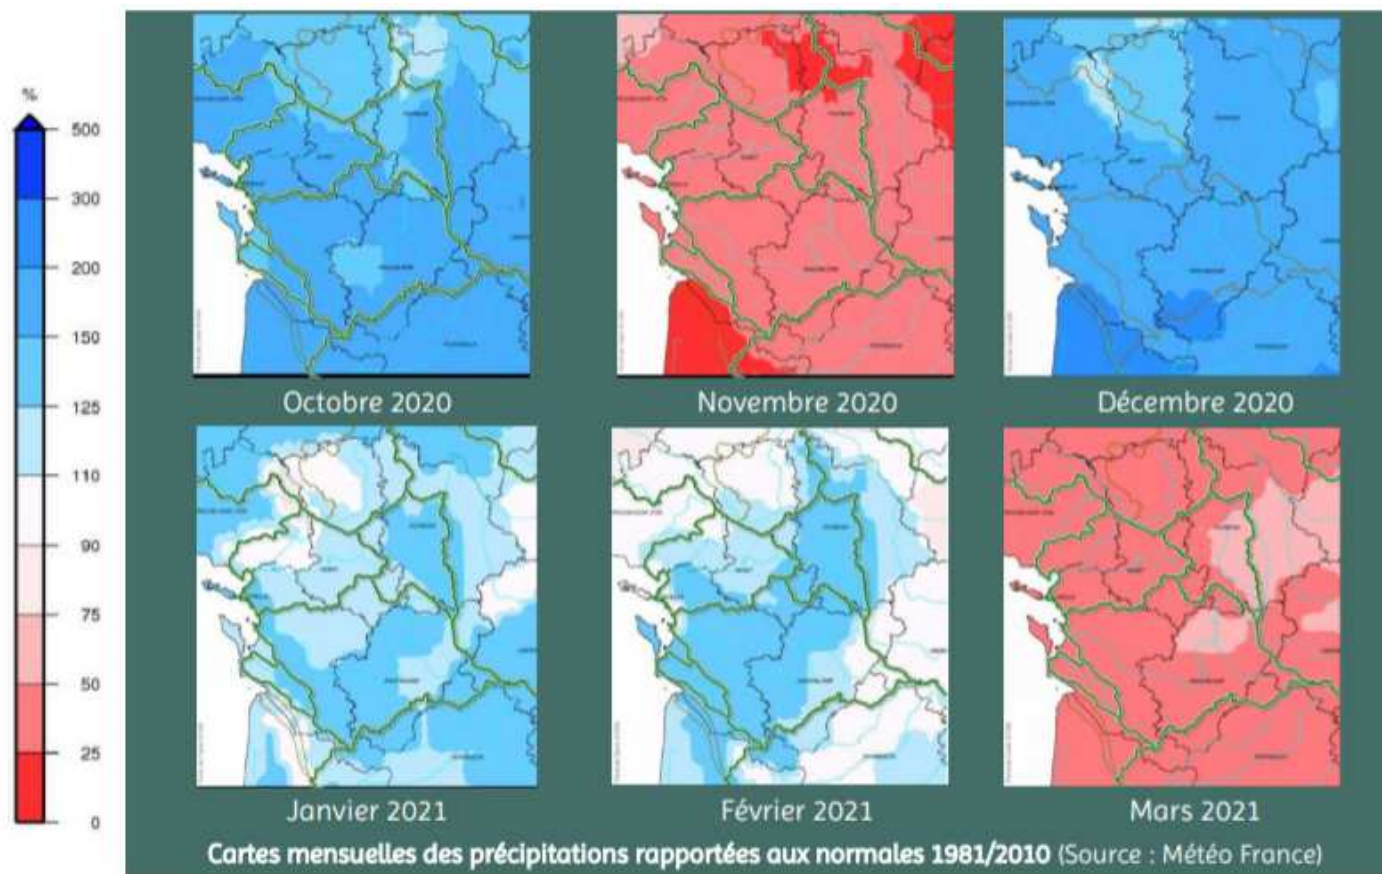 %
500
300
200
150
125
110
90
75
50
25
0
Octobre 2020
Novembre 2020
Décembre 2020
Janvier 2021
Février 2021
Mars 2021
Cartes mensuelles des précipitations rapportées aux normales 1981/2010 (Source : Météo France)